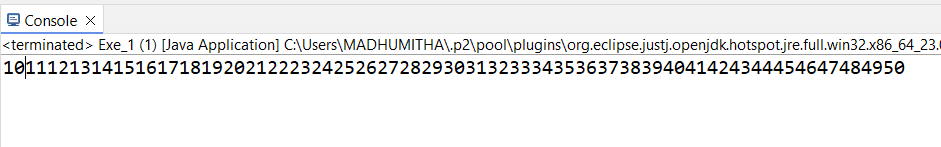 Console
<terminated> Exe_1 (1) [Java Application] C:\Users\MADHUMITHA\.p2\pool\plugins\org.eclipse.justj.openjdk.hotspot.jre.full.win32.x86_64_23.
1011121314151617181920212223242526272829303132333435363738394041424344454647484950